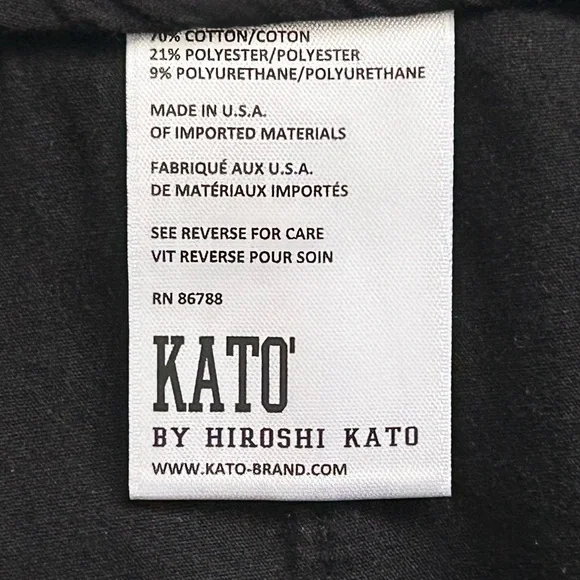 70% COTTON/COTON
21% POLYESTER/POLYESTER
9% POLYURETHANE/POLYURETHANE
MADE IN U.S.A.
OF IMPORTED MATERIALS
FABRIQUÉ AUX U.S.A.
DE MATÉRIAUX IMPORTÉS
SEE REVERSE FOR CARE
VIT REVERSE POUR SOIN
RN 86788
KATO'
BY HIROSHI KATO
WWW.KATO-BRAND.COM